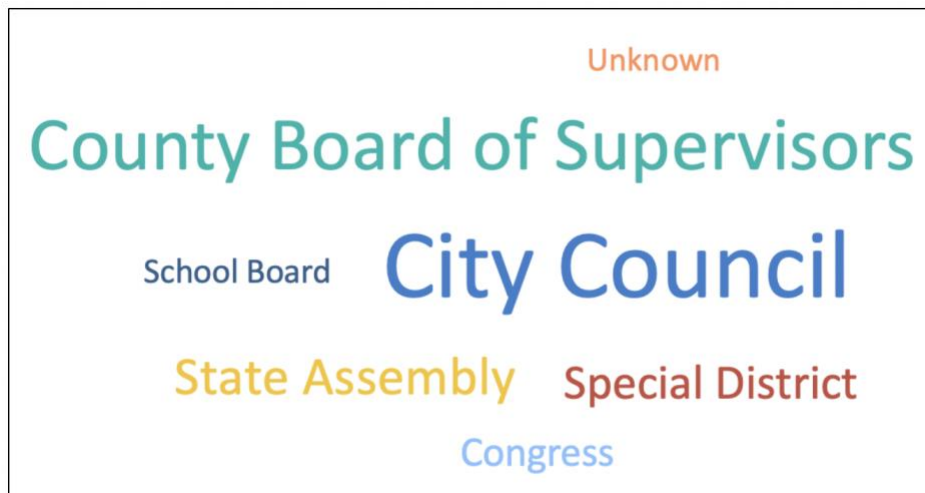 Unknown
County Board of Supervisors
School Board
City Council
State Assembly
Special District
Congress